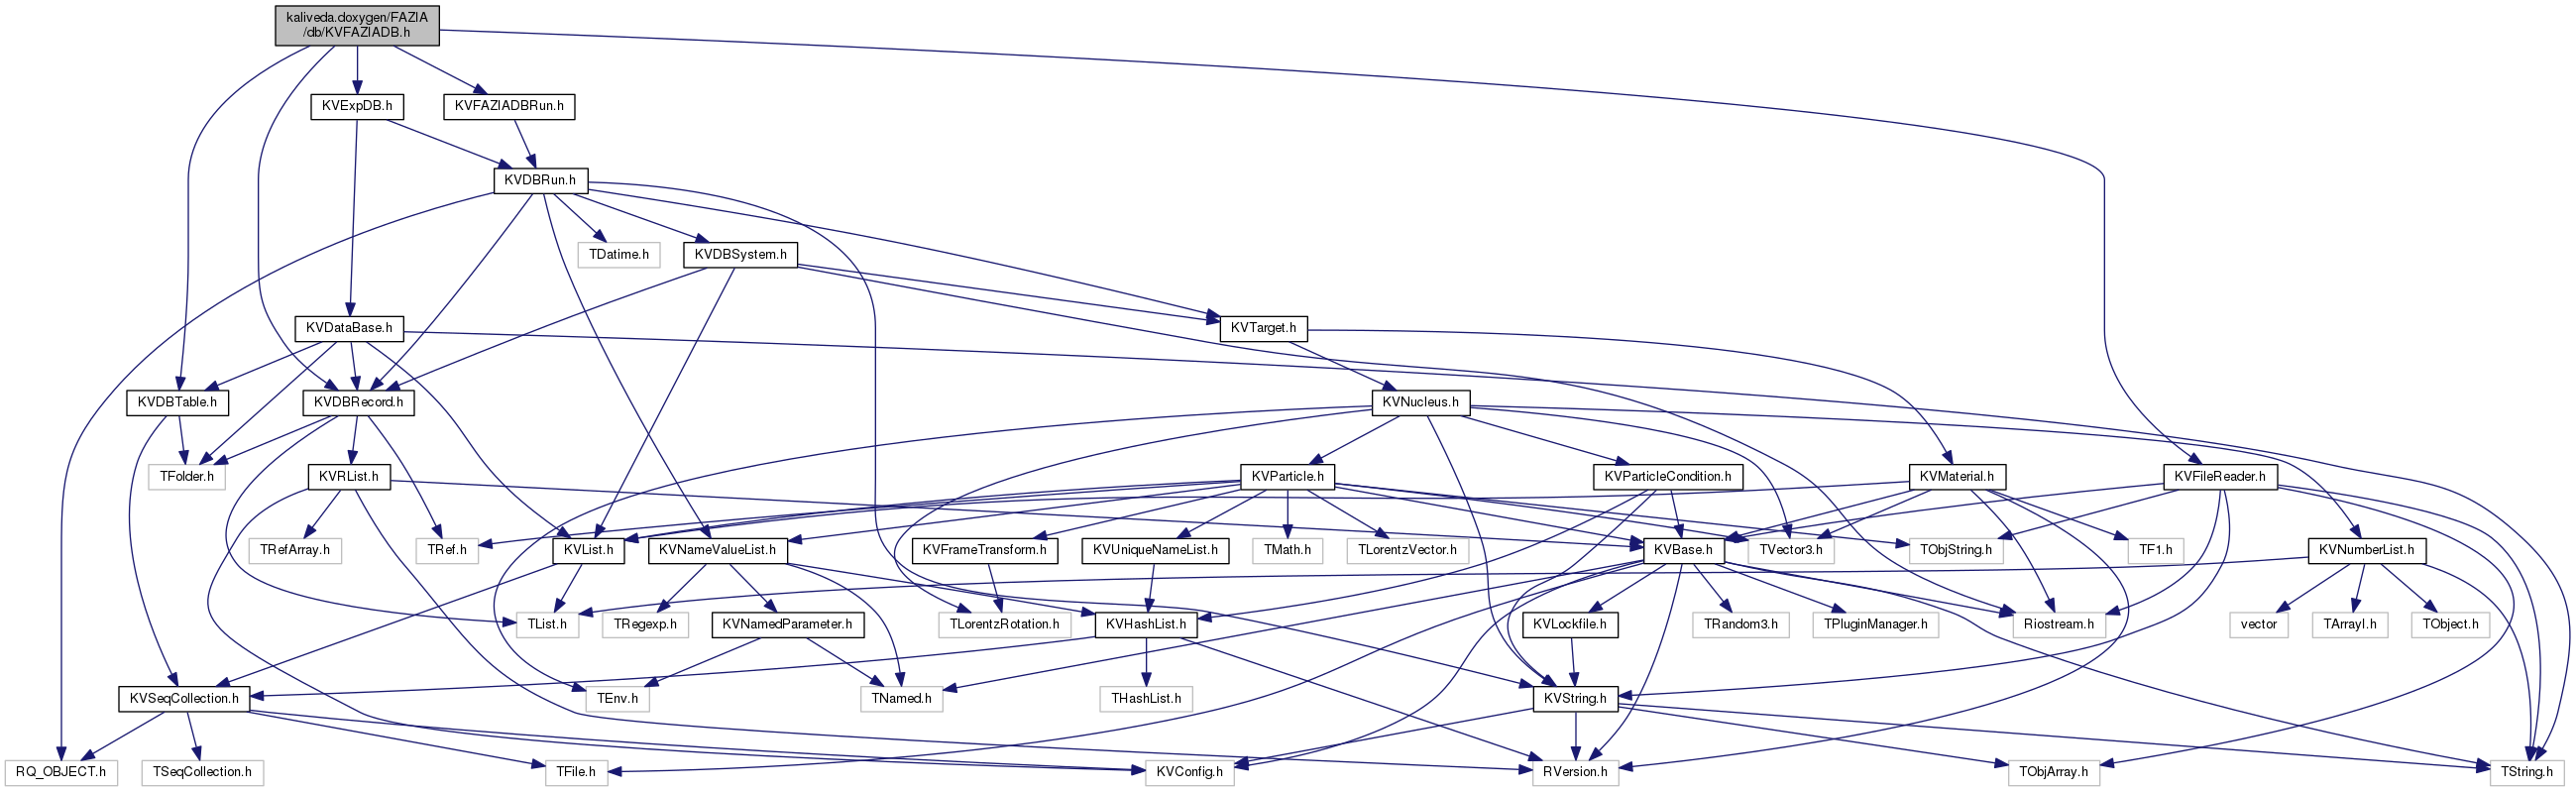 kaliveda.doxygen/FAZIA
/db/KVFAZIADB.h
KVExpDB.h
KVFAZIADBRun.h
KVDBRun.h
TDatime.h
KVDBSystem.h
KVDataBase.h
KVTarget.h
KVDBTable.h
KVDBRecord.h
KVNucleus.h
TFolder.h
KVRList.h
KVParticle.h
KVParticleCondition.h
KVMaterial.h
KVFileReader.h
TRefArray.h
TRef.h
KVList.h
KVNameValueList.h
KVFrameTransform.h
KVUniqueNameList.h
TMath.h
TLorentzVector.h
KVBase.h
TVector3.h
TObjString.h
TF1.h
KVNumberList.h
TList.h
TRegexp.h
KVNamedParameter.h
TLorentzRotation.h
KVHashList.h
KVLockfile.h
TRandom3.h
TPluginManager.h
Riostream.h
vector
TArrayI.h
TObject.h
KVSeqCollection.h
TEnv.h
TNamed.h
THashList.h
KVString.h
RQ_OBJECT.h
TSeqCollection.h
TFile.h
KVConfig.h
RVersion.h
TObjArray.h
TString.h